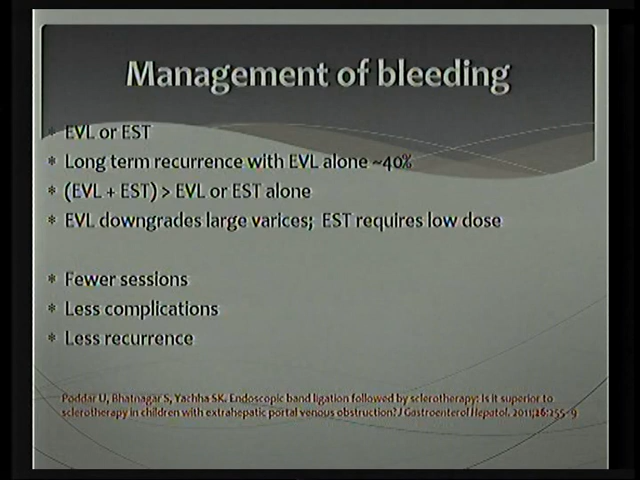 Management of bleeding
* EVL or EST
* Long term recurrence with EVL alone ~40%
* (EVL + EST) > EVL or EST alone
* EVL downgrades large varices; EST requires low dose
* Fewer sessions
* Less complications
* Less recurrence
Poddar U, Bhatnagar S, Yachha SK. Endoscopic band ligation followed by sclerotherapy: Is it superior to
sclerotherapy in children with extrahepatic portal venous obstruction? J Gastroenterol Hepatol. 2011;26:255–9